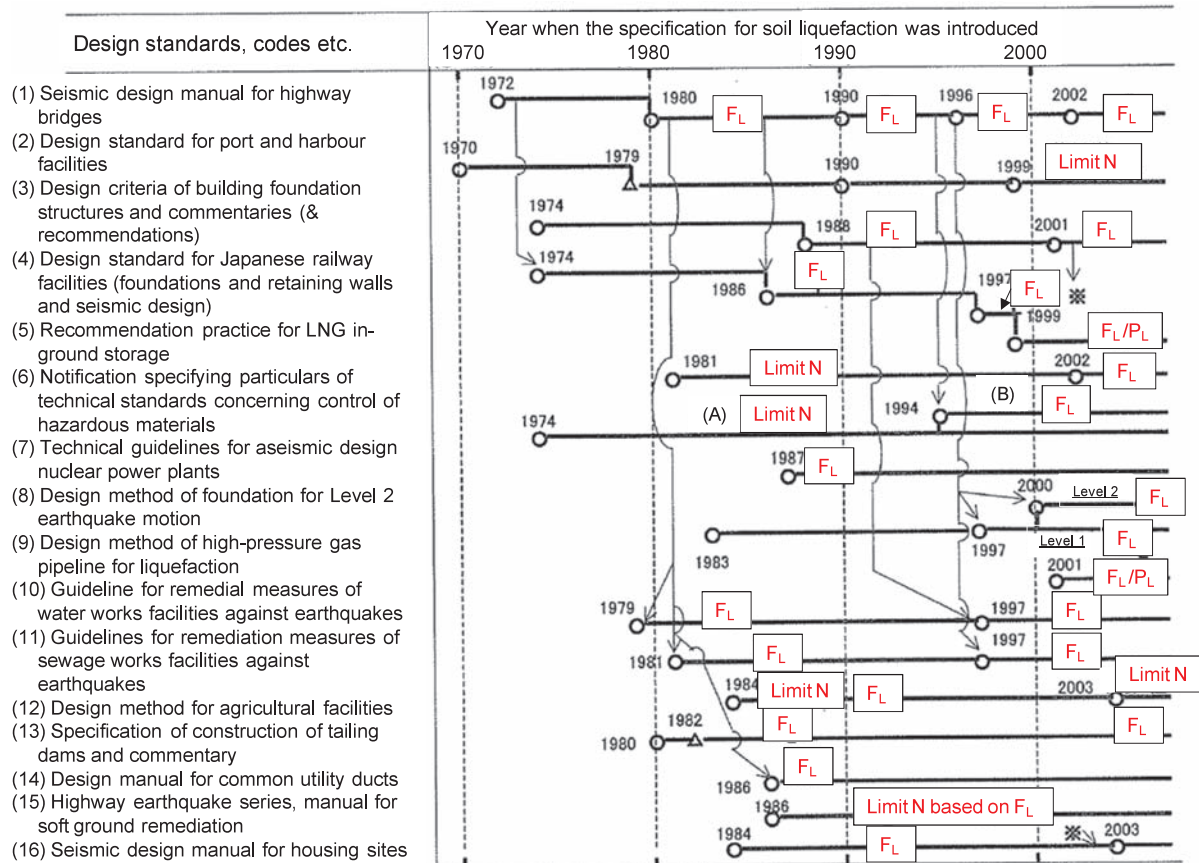 Design standards, codes etc.
Year when the specification for soil liquefaction was introduced
1970 1980 1990 2000
(1) Seismic design manual for highway
bridges
(2) Design standard for port and harbour
facilities
(3) Design criteria of building foundation
structures and commentaries (&
recommendations)
(4) Design standard for Japanese railway
facilities (foundations and retaining walls
and seismic design)
(5) Recommendation practice for LNG in-
ground storage
(6) Notification specifying particulars of
technical standards concerning control of
hazardous materials
(7) Technical guidelines for aseismic design
nuclear power plants
(8) Design method of foundation for Level 2
earthquake motion
(9) Design method of high-pressure gas
pipeline for liquefaction
(10) Guideline for remedial measures of
water works facilities against earthquakes
(11) Guidelines for remediation measures of
sewage works facilities against
earthquakes
(12) Design method for agricultural facilities
(13) Specification of construction of tailing
dams and commentary
(14) Design manual for common utility ducts
(15) Highway earthquake series, manual for
soft ground remediation
(16) Seismic design manual for housing sites
1972
1980 FL 1990 FL 1996 FL 2002 FL
1970 1979 1990 1999 Limit N
1974 1988 FL 2001 FL
1974 1986 FL 1997 FL ※
1999 FL/PL
1981 Limit N 2002 FL
(A) Limit N 1994 (B) FL
1974
1987 FL
2000 Level 2 FL
1983 1997 Level 1 FL
2001 FL/PL
1979 FL 1997 FL
1981 FL 1997 FL
1984 Limit N FL 2003 Limit N
1980 1982 FL FL
1986 FL
1986 Limit N based on FL
1984 FL ※ 2003